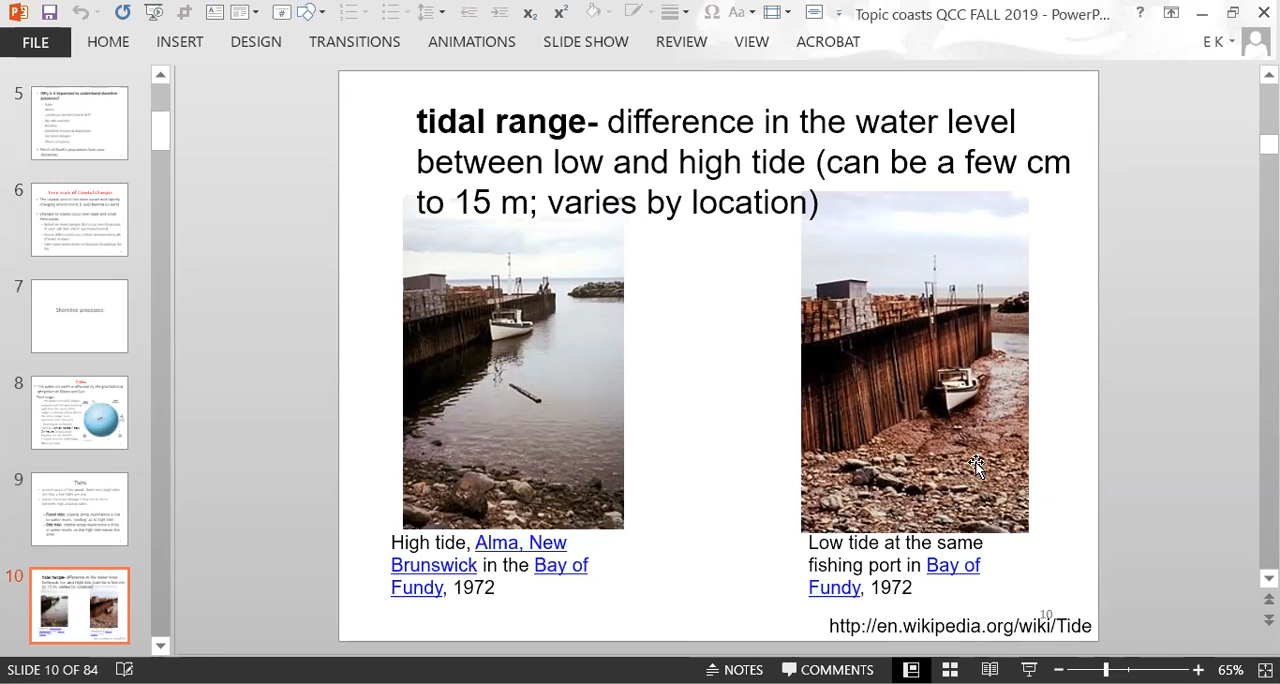 Topic coasts QCC FALL 2019 - PowerP...
FILE HOME INSERT DESIGN TRANSITIONS ANIMATIONS SLIDE SHOW REVIEW VIEW ACROBAT E K
5
6
7
Shoreline processes:
8
Tides
9
Tides
10
tidal range- difference in the water level
between low and high tide (can be a few cm
to 15 m; varies by location)
High tide, Alma, New
Brunswick in the Bay of
Fundy, 1972
Low tide at the same
fishing port in Bay of
Fundy, 1972
10
http://en.wikipedia.org/wiki/Tide
SLIDE 10 OF 84 NOTES COMMENTS 65%